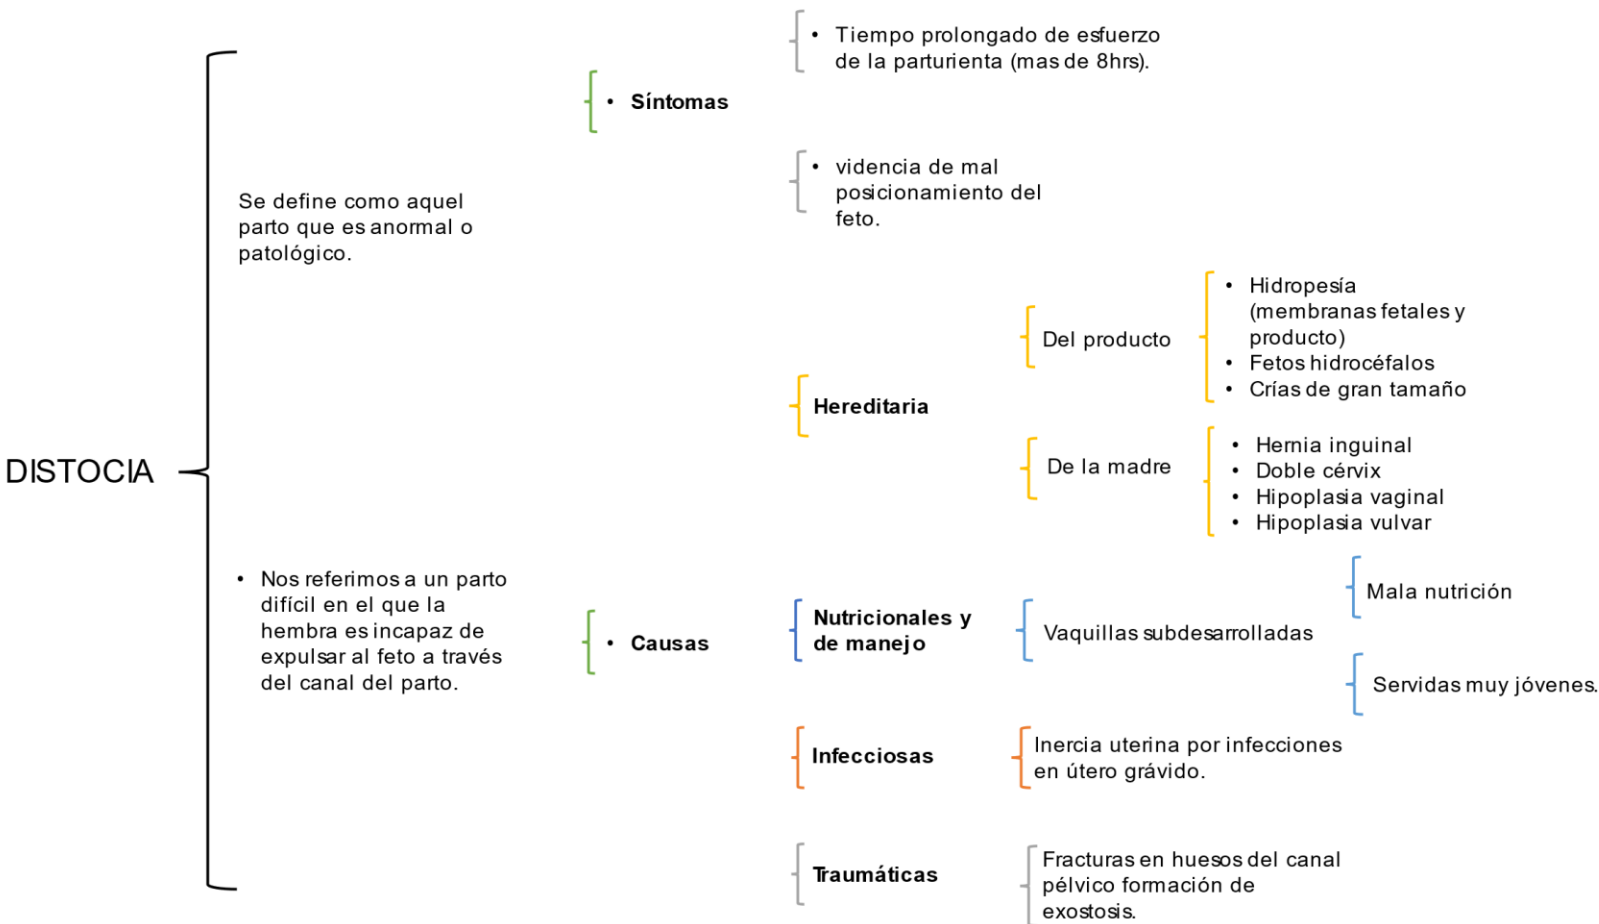 DISTOCIA
Se define como aquel
parto que es anormal o
patológico.
• Nos referimos a un parto
difícil en el que la
hembra es incapaz de
expulsar al feto a través
del canal del parto.
• Síntomas
• Tiempo prolongado de esfuerzo
de la parturienta (mas de 8hrs).
• videncia de mal
posicionamiento del
feto.
• Causas
Hereditaria
Del producto
• Hidropesía
(membranas fetales y
producto)
• Fetos hidrocéfalos
• Crías de gran tamaño
De la madre
• Hernia inguinal
• Doble cérvix
• Hipoplasia vaginal
• Hipoplasia vulvar
Nutricionales y
de manejo
Vaquillas subdesarrolladas
Mala nutrición
Servidas muy jóvenes.
Infecciosas
Inercia uterina por infecciones
en útero grávido.
Traumáticas
Fracturas en huesos del canal
pélvico formación de
exostosis.